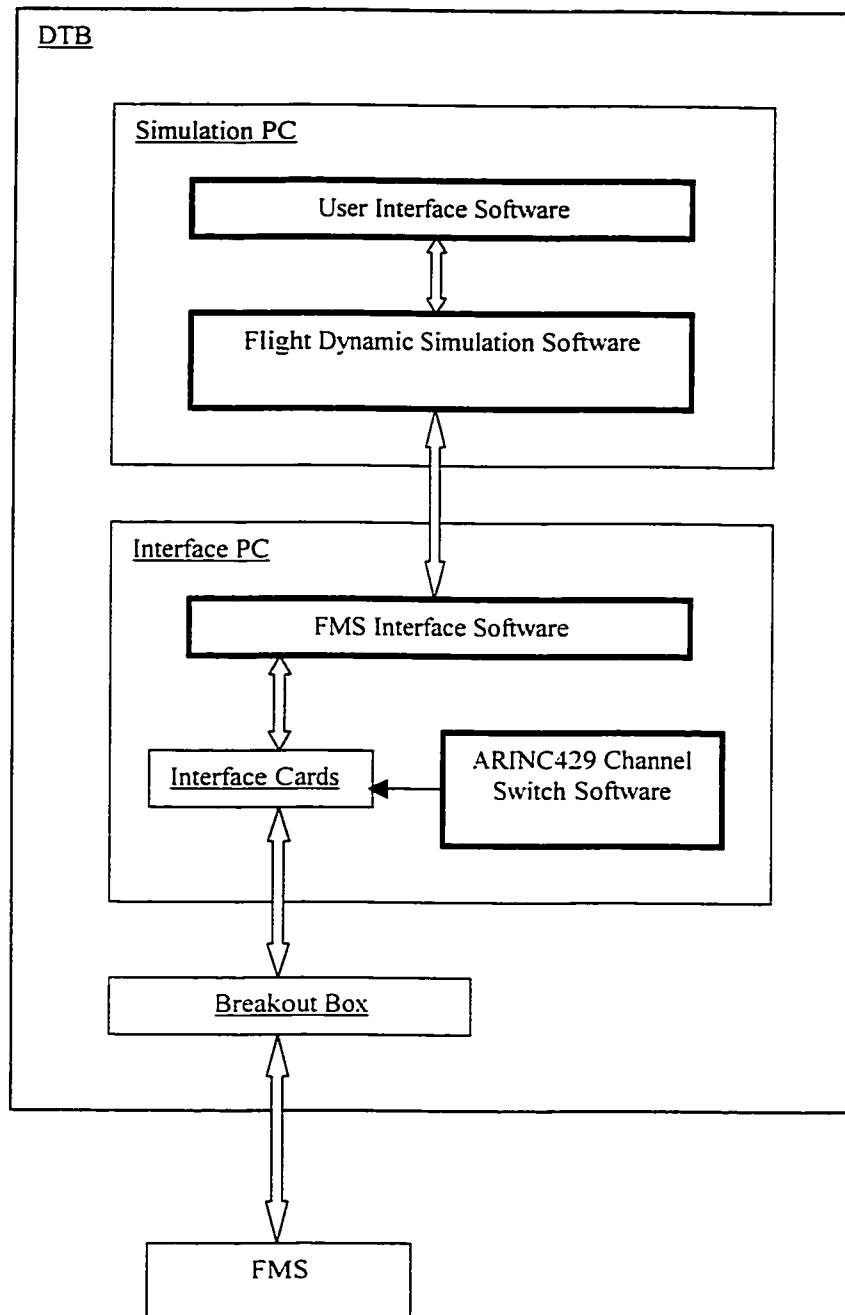 DTB
Simulation PC
User Interface Software
Flight Dynamic Simulation Software
Interface PC
FMS Interface Software
Interface Cards
ARINC429 Channel
Switch Software
Breakout Box
FMS